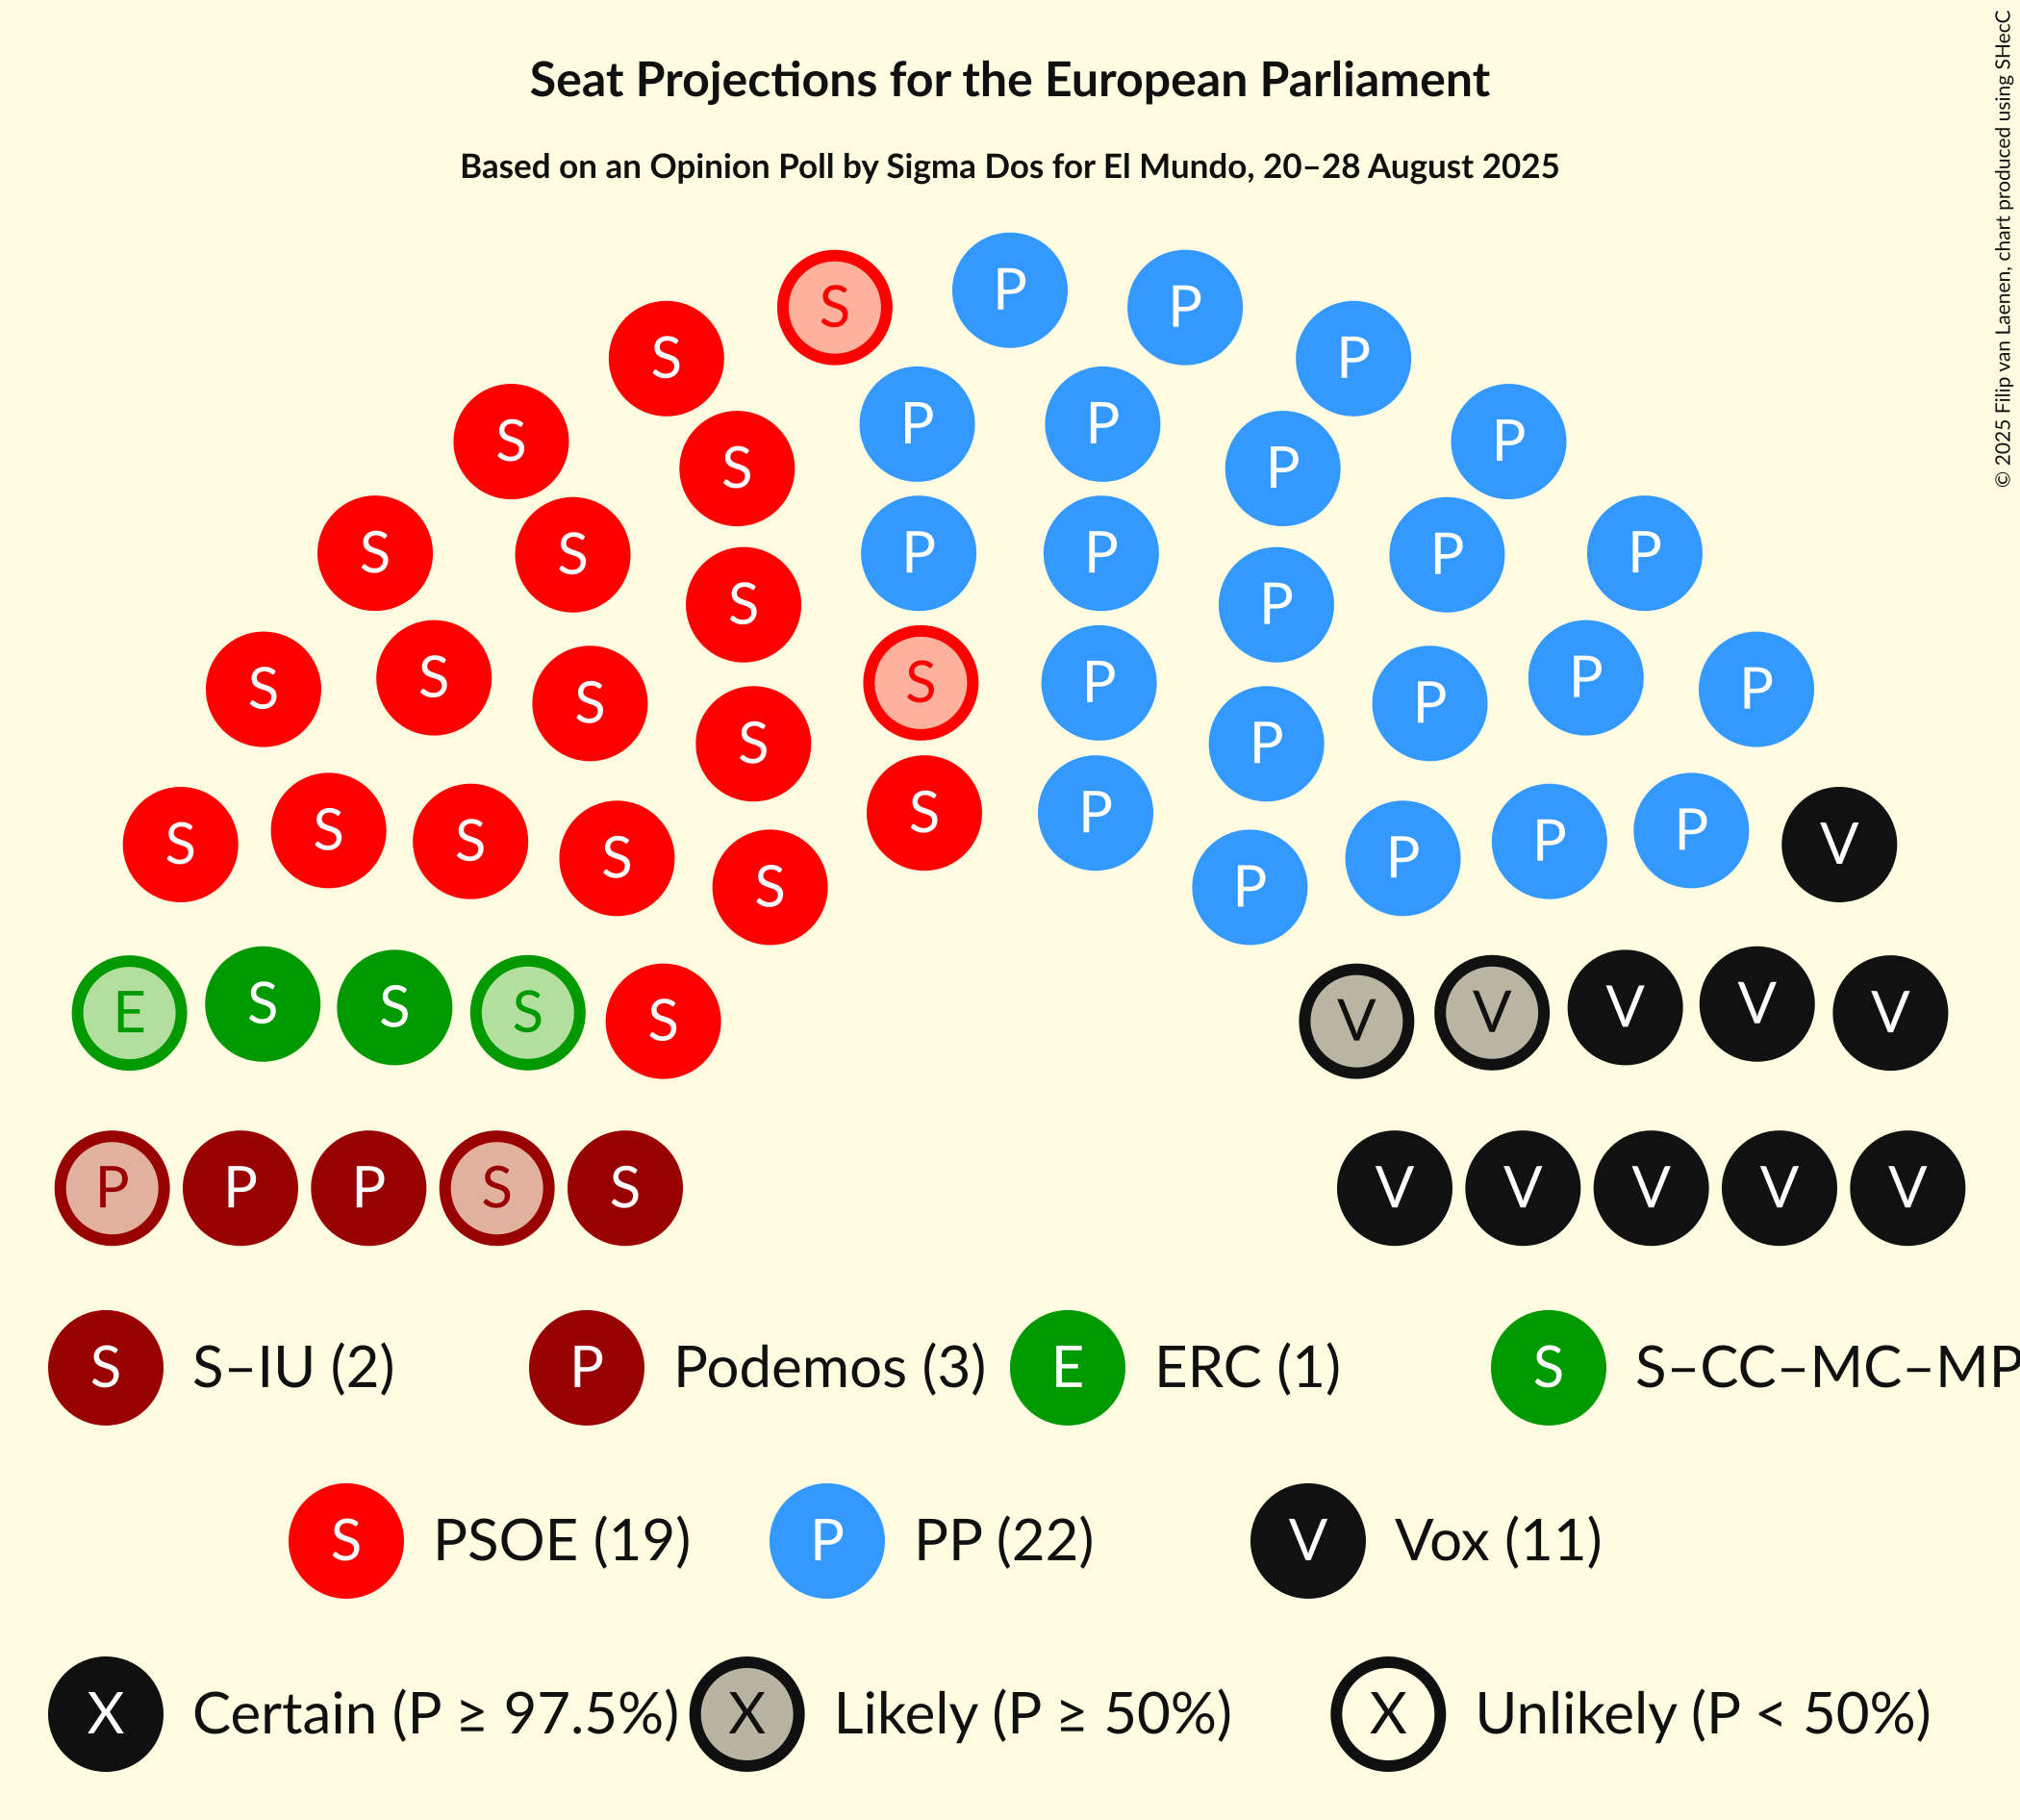 Seat Projections for the European Parliament
Based on an Opinion Poll by Sigma Dos for El Mundo, 20–28 August 2025
© 2025 Filip van Laenen, chart produced using SHecC
S P P
S P
S S P P P
S S P P P P
S S P
S S S P P P P
S P
S S S S P P P P V
S P
E S S S S V V V V V
P P P S S V V V V V
S S–IU (2) P Podemos (3) E ERC (1) S S–CC–MC–MP
S PSOE (19) P PP (22) V Vox (11)
X Certain (P ≥ 97.5%) X Likely (P ≥ 50%) X Unlikely (P < 50%)